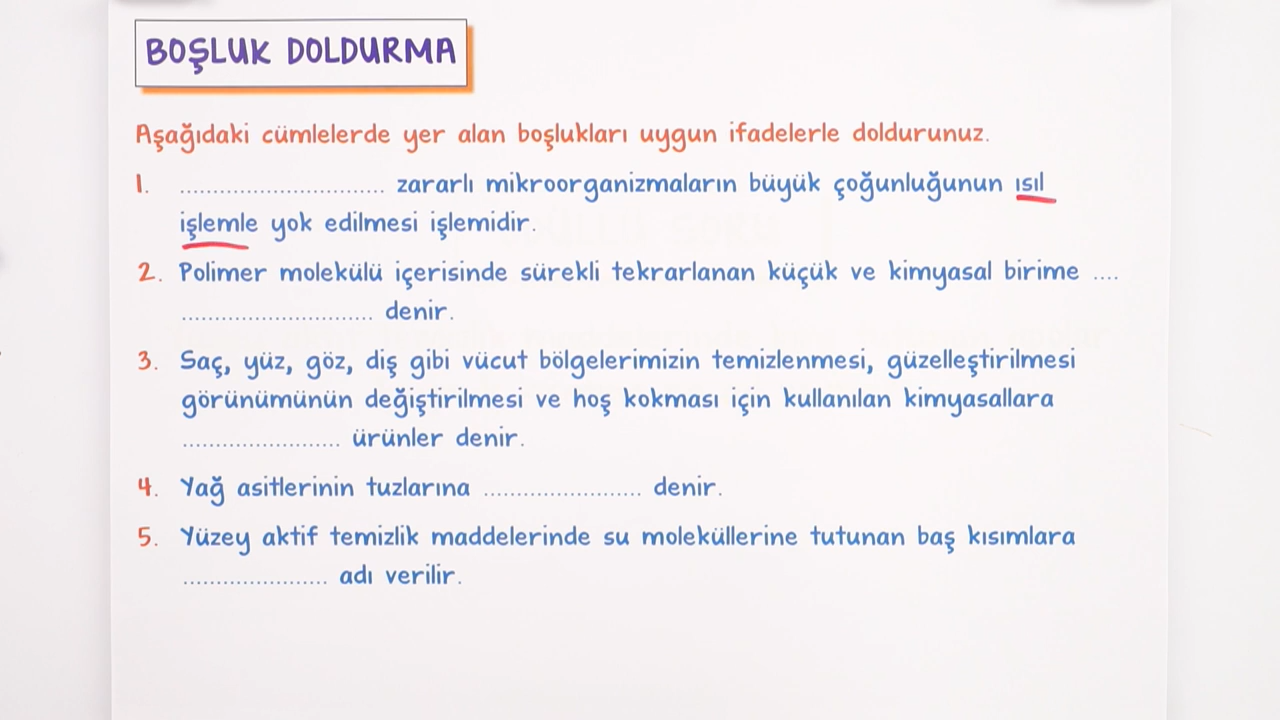 BOŞLUK DOLDURMA
Aşağıdaki cümlelerde yer alan boşlukları uygun ifadelerle doldurunuz.
1. ............................... zararlı mikroorganizmaların büyük çoğunluğunun ısıl
işlemle yok edilmesi işlemidir.
2. Polimer molekülü içerisinde sürekli tekrarlanan küçük ve kimyasal birime ....
............................. denir.
3. Saç, yüz, göz, diş gibi vücut bölgelerimizin temizlenmesi, güzelleştirilmesi
görünümünün değiştirilmesi ve hoş kokması için kullanılan kimyasallara
........................ ürünler denir.
4. Yağ asitlerinin tuzlarına ........................ denir.
5. Yüzey aktif temizlik maddelerinde su moleküllerine tutunan baş kısımlara
...................... adı verilir.